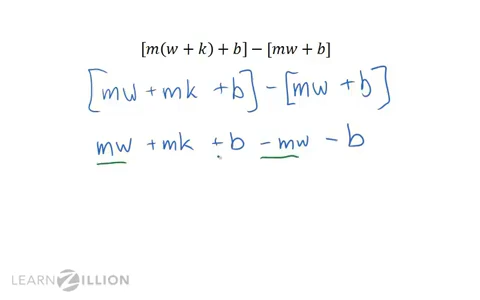 [m(w + k) + b] − [mw + b]
[mw + mk + b] − [mw + b]
mw + mk + b − mw − b
LEARNZILLION